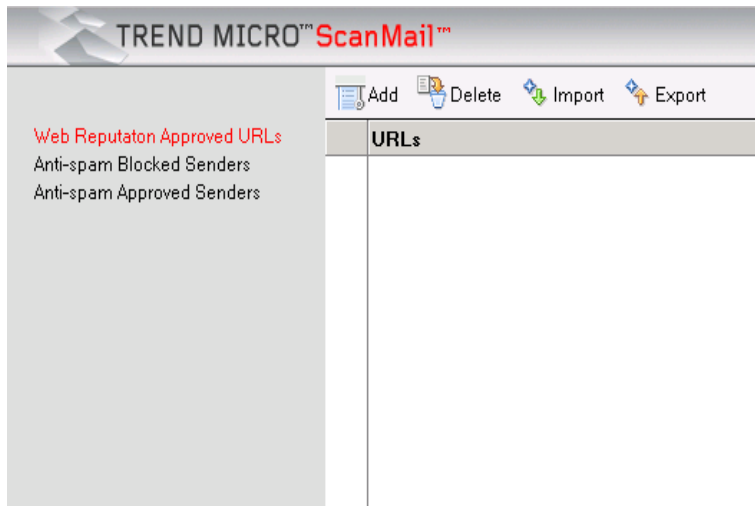 TREND MICRO™ ScanMail™
Add Delete Import Export
Web Reputaton Approved URLs
Anti-spam Blocked Senders
Anti-spam Approved Senders
URLs